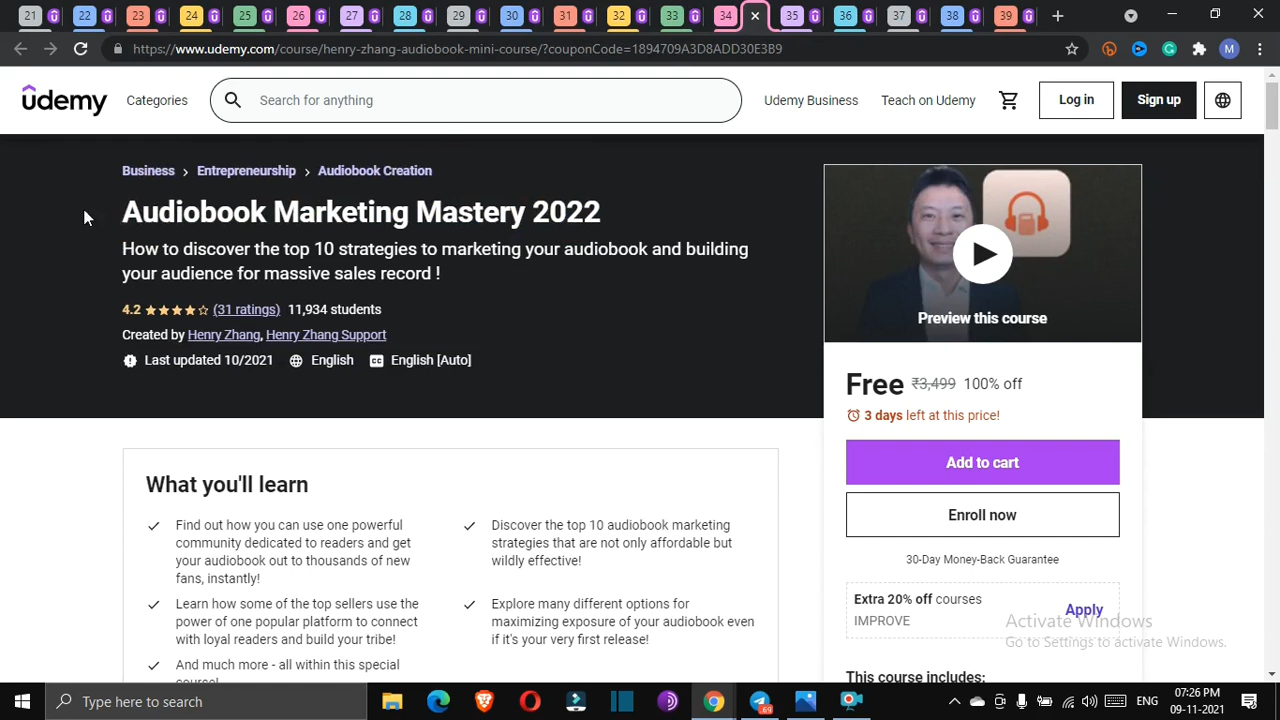 21 22 23 24 25 26 27 28 29 30 31 32 33 34 35 36 37 38 39
https://www.udemy.com/course/henry-zhang-audiobook-mini-course/?couponCode=1894709A3D8ADD30E3B9 M
udemy Categories Search for anything Udemy Business Teach on Udemy Log in Sign up
Business > Entrepreneurship > Audiobook Creation
Audiobook Marketing Mastery 2022
How to discover the top 10 strategies to marketing your audiobook and building
your audience for massive sales record !
4.2 (31 ratings) 11,934 students
Created by Henry Zhang, Henry Zhang Support
Last updated 10/2021 English CC English [Auto]
Preview this course
Free ₹3,499 100% off
3 days left at this price!
Add to cart
Enroll now
30-Day Money-Back Guarantee
Extra 20% off courses
IMPROVE
Apply
This course includes:
What you'll learn
Find out how you can use one powerful
community dedicated to readers and get
your audiobook out to thousands of new
fans, instantly!
Discover the top 10 audiobook marketing
strategies that are not only affordable but
wildly effective!
Learn how some of the top sellers use the
power of one popular platform to connect
with loyal readers and build your tribe!
Explore many different options for
maximizing exposure of your audiobook even
if it's your very first release!
And much more - all within this special
course!
Activate Windows
Go to Settings to activate Windows.
Type here to search
69
ENG
07:26 PM
09-11-2021